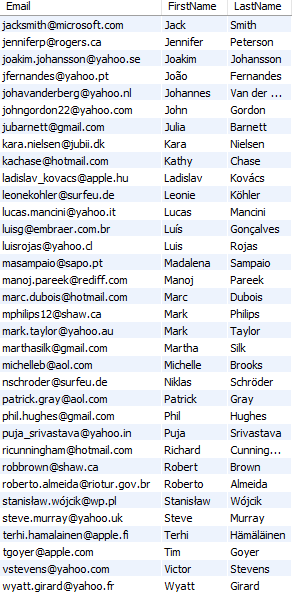 Email FirstName LastName
jacksmith@microsoft.com Jack Smith
jenniferp@rogers.ca Jennifer Peterson
joakim.johansson@yahoo.se Joakim Johansson
jfernandes@yahoo.pt João Fernandes
johavanderberg@yahoo.nl Johannes Van der ...
johngordon22@yahoo.com John Gordon
jubarnett@gmail.com Julia Barnett
kara.nielsen@jubii.dk Kara Nielsen
kachase@hotmail.com Kathy Chase
ladislav_kovacs@apple.hu Ladislav Kovács
leonekohler@surfeu.de Leonie Köhler
lucas.mancini@yahoo.it Lucas Mancini
luisg@embraer.com.br Luís Gonçalves
luisrojas@yahoo.cl Luis Rojas
masampaio@sapo.pt Madalena Sampaio
manoj.pareek@rediff.com Manoj Pareek
marc.dubois@hotmail.com Marc Dubois
mphilips12@shaw.ca Mark Philips
mark.taylor@yahoo.au Mark Taylor
marthasilk@gmail.com Martha Silk
michelleb@aol.com Michelle Brooks
nschroder@surfeu.de Niklas Schröder
patrick.gray@aol.com Patrick Gray
phil.hughes@gmail.com Phil Hughes
puja_srivastava@yahoo.in Puja Srivastava
ricunningham@hotmail.com Richard Cunning...
robbrown@shaw.ca Robert Brown
roberto.almeida@riotur.gov.br Roberto Almeida
stanisław.wójcik@wp.pl Stanisław Wójcik
steve.murray@yahoo.uk Steve Murray
terhi.hamalainen@apple.fi Terhi Hämäläinen
tgoyer@apple.com Tim Goyer
vstevens@yahoo.com Victor Stevens
wyatt.girard@yahoo.fr Wyatt Girard